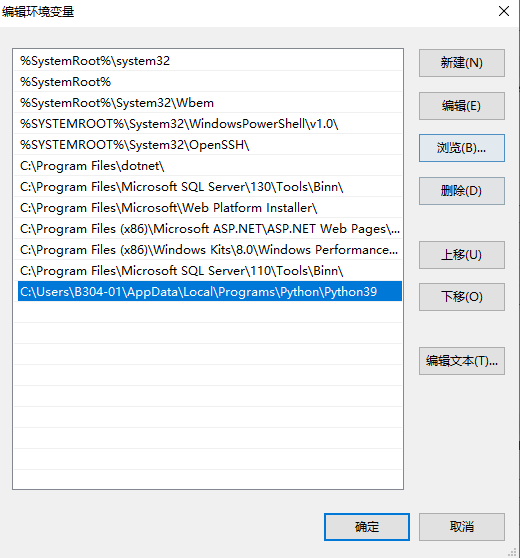 编辑环境变量
%SystemRoot%\system32
%SystemRoot%
%SystemRoot%\System32\Wbem
%SYSTEMROOT%\System32\WindowsPowerShell\v1.0\
%SYSTEMROOT%\System32\OpenSSH\
C:\Program Files\dotnet\
C:\Program Files\Microsoft SQL Server\130\Tools\Binn\
C:\Program Files\Microsoft\Web Platform Installer\
C:\Program Files (x86)\Microsoft ASP.NET\ASP.NET Web Pages\...
C:\Program Files (x86)\Windows Kits\8.0\Windows Performance...
C:\Program Files\Microsoft SQL Server\110\Tools\Binn\
C:\Users\B304-01\AppData\Local\Programs\Python\Python39
新建(N)
编辑(E)
浏览(B)...
删除(D)
上移(U)
下移(O)
编辑文本(T)...
确定
取消